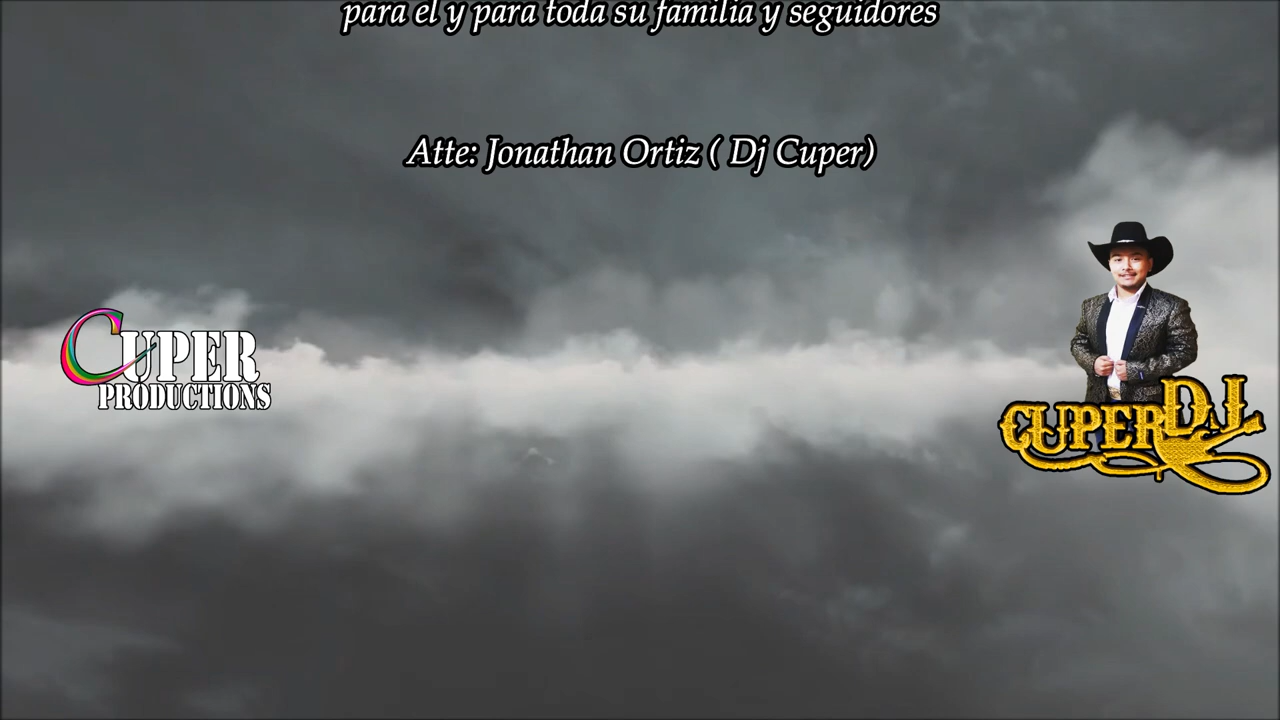 para el y para toda su familia y seguidores
Atte: Jonathan Ortiz ( Dj Cuper)
CUPER
PRODUCTIONS
CUPER DJ